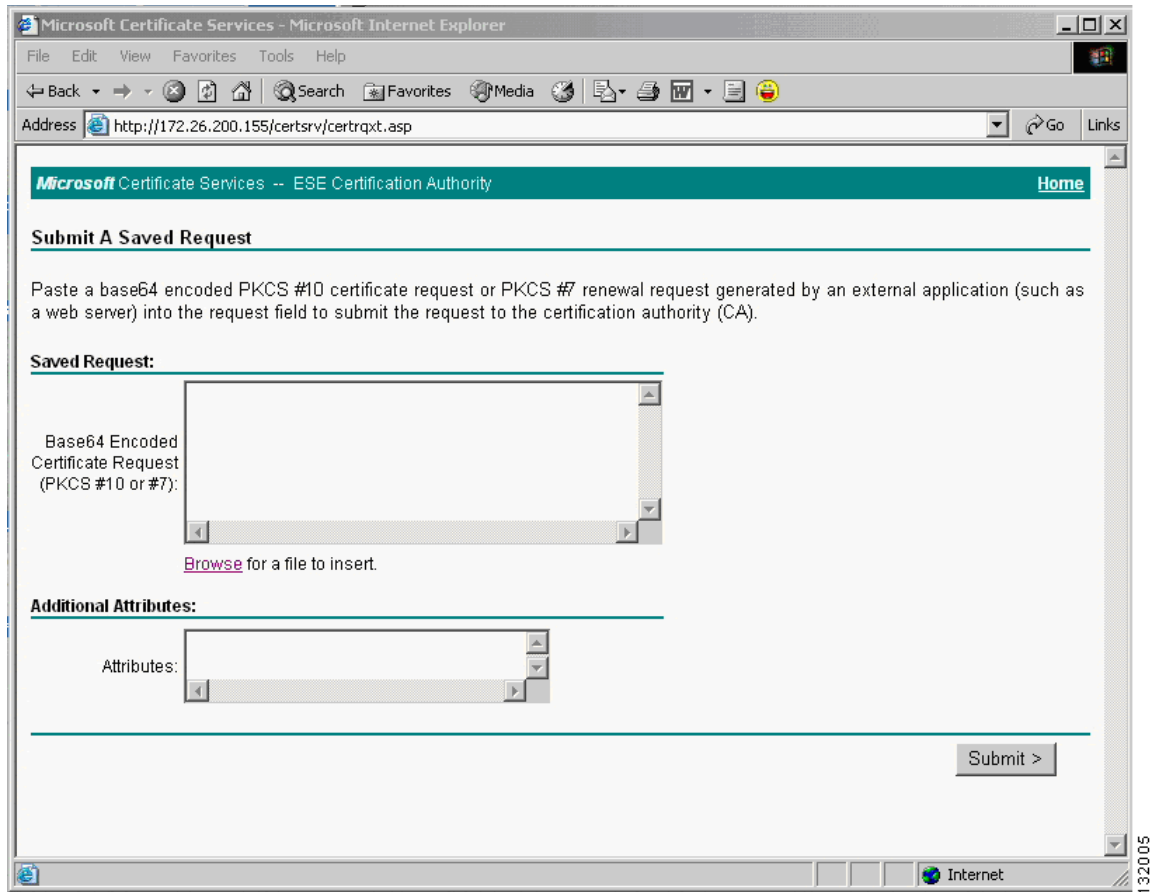 Microsoft Certificate Services - Microsoft Internet Explorer
File Edit View Favorites Tools Help
Back Search Favorites Media
Address http://172.26.200.155/certsrv/certrqxt.asp Go Links
Microsoft Certificate Services -- ESE Certification Authority Home
Submit A Saved Request
Paste a base64 encoded PKCS #10 certificate request or PKCS #7 renewal request generated by an external application (such as
a web server) into the request field to submit the request to the certification authority (CA).
Saved Request:
Base64 Encoded
Certificate Request
(PKCS #10 or #7):
Browse for a file to insert.
Additional Attributes:
Attributes:
Submit >
Internet
132005